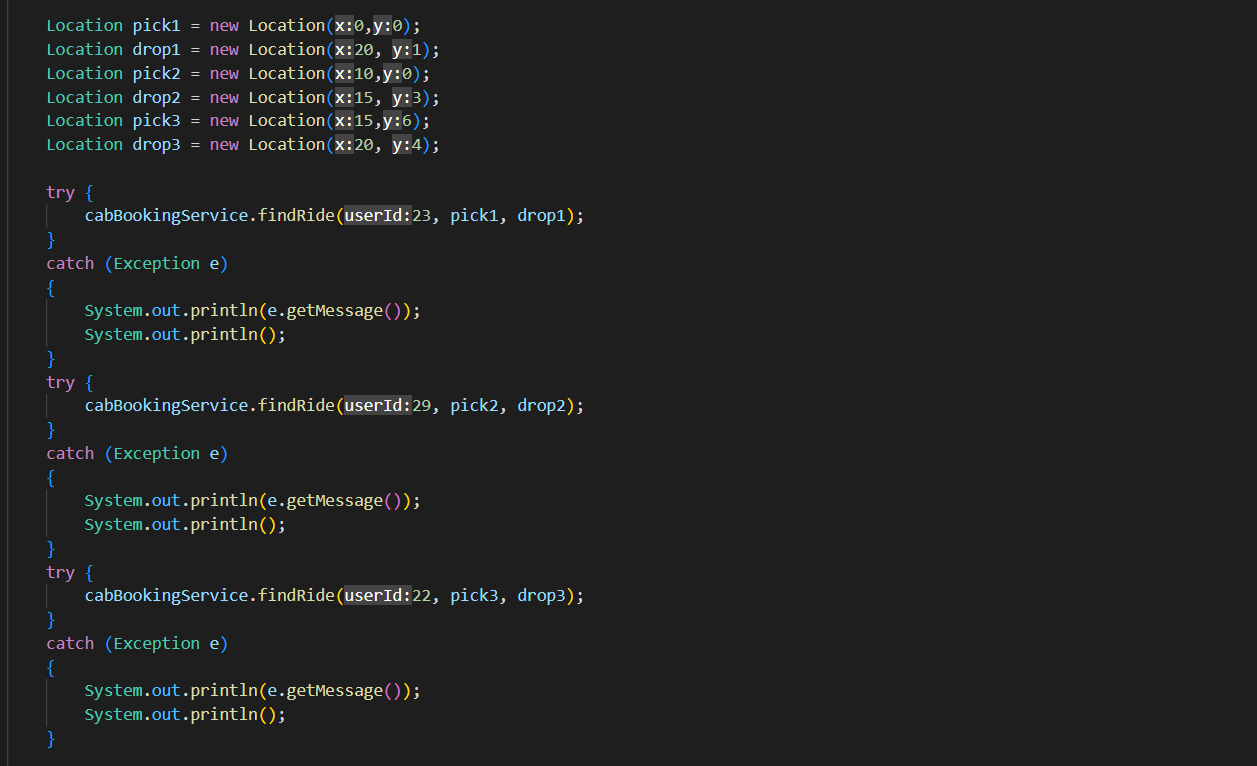 Location pick1 = new Location(x:0,y:0);
Location drop1 = new Location(x:20, y:1);
Location pick2 = new Location(x:10,y:0);
Location drop2 = new Location(x:15, y:3);
Location pick3 = new Location(x:15,y:6);
Location drop3 = new Location(x:20, y:4);

try {
    cabBookingService.findRide(userId:23, pick1, drop1);
}
catch (Exception e)
{
    System.out.println(e.getMessage());
    System.out.println();
}
try {
    cabBookingService.findRide(userId:29, pick2, drop2);
}
catch (Exception e)
{
    System.out.println(e.getMessage());
    System.out.println();
}
try {
    cabBookingService.findRide(userId:22, pick3, drop3);
}
catch (Exception e)
{
    System.out.println(e.getMessage());
    System.out.println();
}